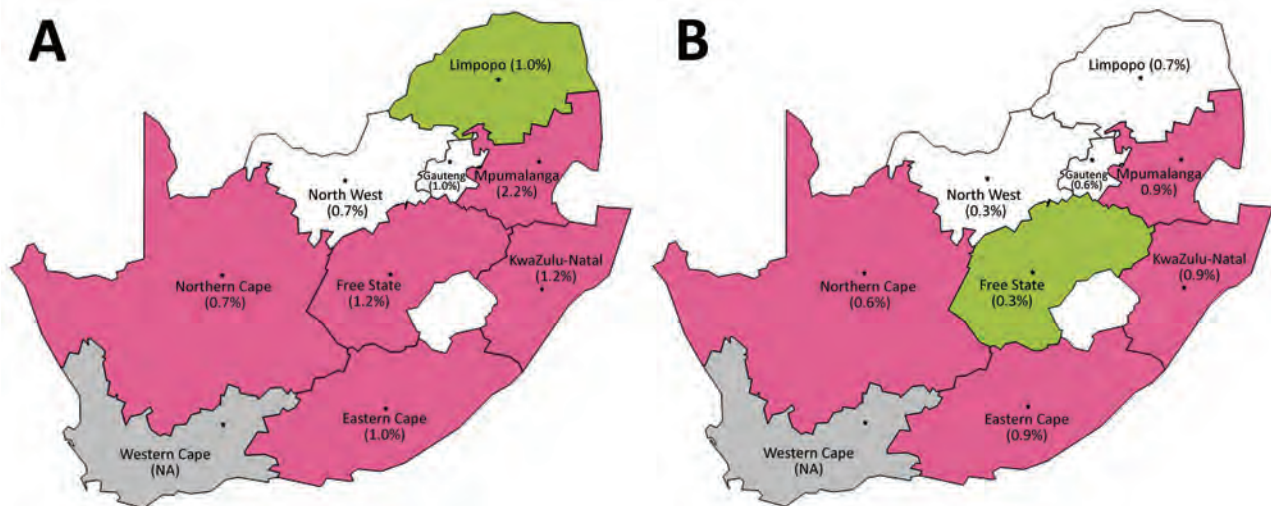 A
Limpopo (1.0%)
Gauteng
(1.0%)
Mpumalanga
(2.2%)
North West
(0.7%)
KwaZulu-Natal
(1.2%)
Northern Cape
(0.7%)
Free State
(1.2%)
Eastern Cape
(1.0%)
Western Cape
(NA)
B
Limpopo (0.7%)
Gauteng
(0.6%)
Mpumalanga
0.9%)
North West
(0.3%)
KwaZulu-Natal
(0.9%)
Northern Cape
(0.6%)
Free State
(0.3%)
Eastern Cape
(0.9%)
Western Cape
(NA)